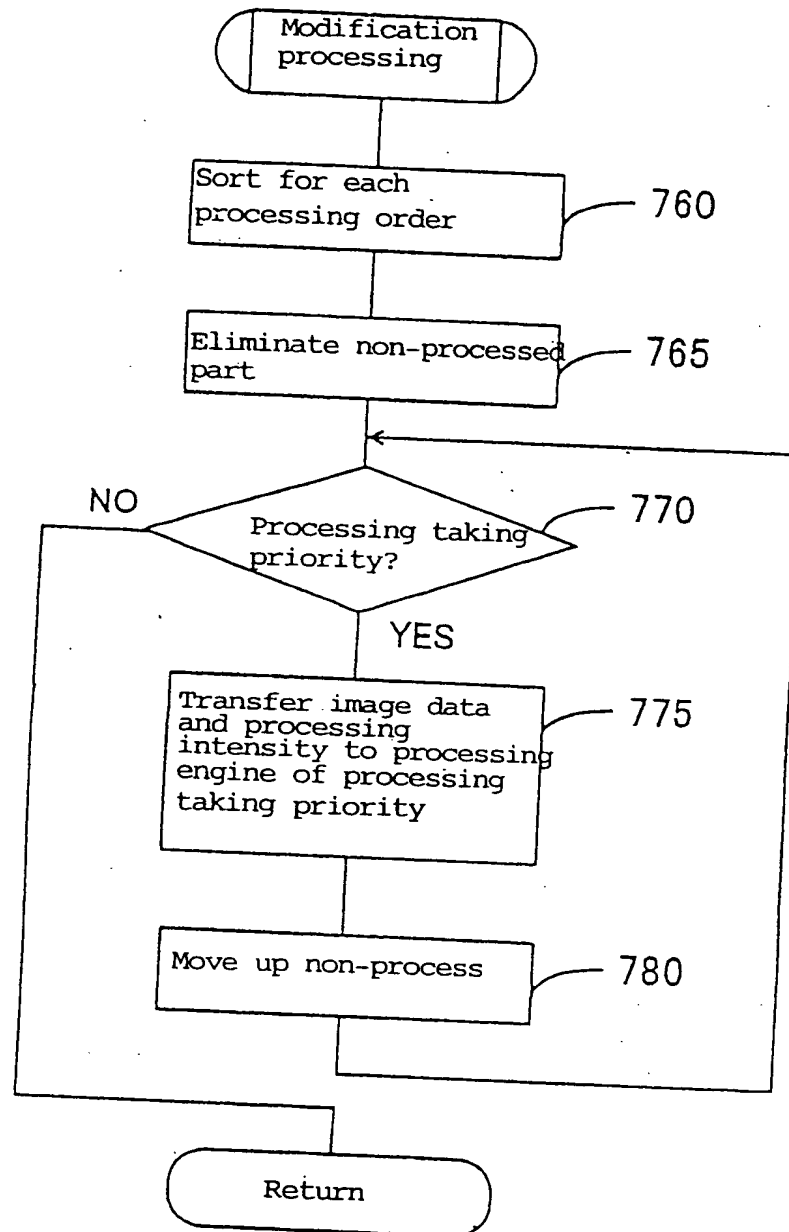 Modification
processing
Sort for each
processing order
760
Eliminate non-processed
part
765
NO
Processing taking
priority?
770
YES
Transfer image data
and processing
intensity to processing
engine of processing
taking priority
775
Move up non-process
780
Return